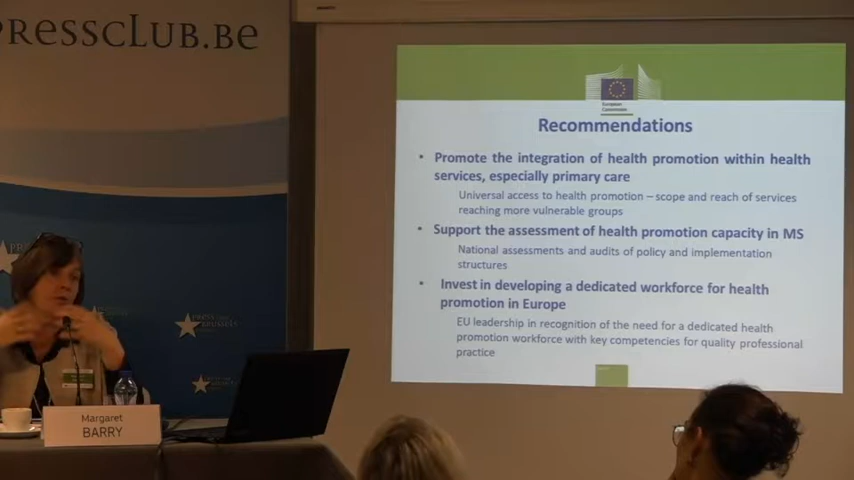 PRESSCLUB.BE
European
Commission
Recommendations
• Promote the integration of health promotion within health
services, especially primary care
Universal access to health promotion – scope and reach of services
reaching more vulnerable groups
• Support the assessment of health promotion capacity in MS
National assessments and audits of policy and implementation
structures
• Invest in developing a dedicated workforce for health
promotion in Europe
EU leadership in recognition of the need for a dedicated health
promotion workforce with key competencies for quality professional
practice
Margaret
BARRY